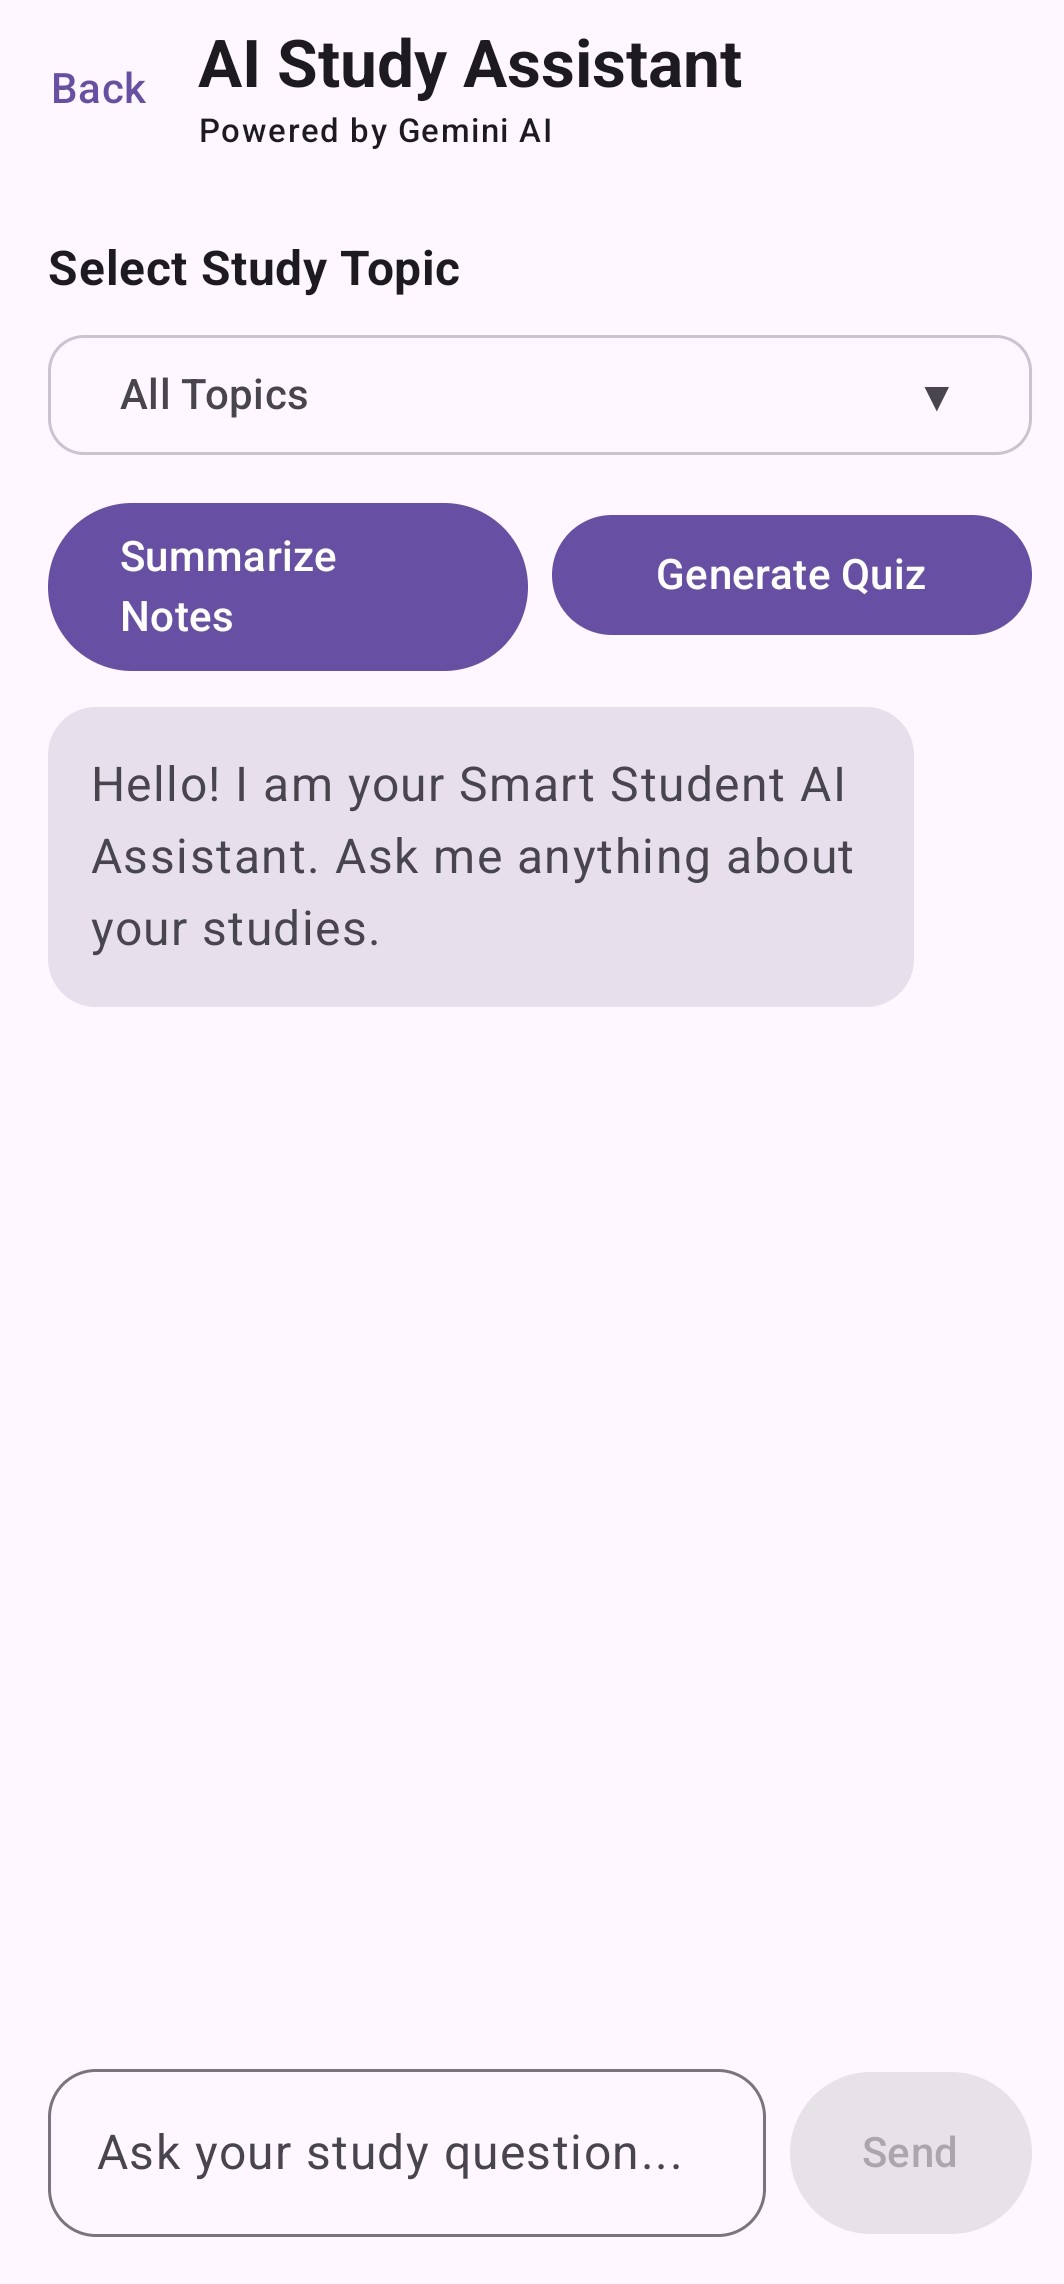 Back
AI Study Assistant
Powered by Gemini AI
Select Study Topic
All Topics ▼
Summarize
Notes
Generate Quiz
Hello! I am your Smart Student AI
Assistant. Ask me anything about
your studies.
Ask your study question...
Send